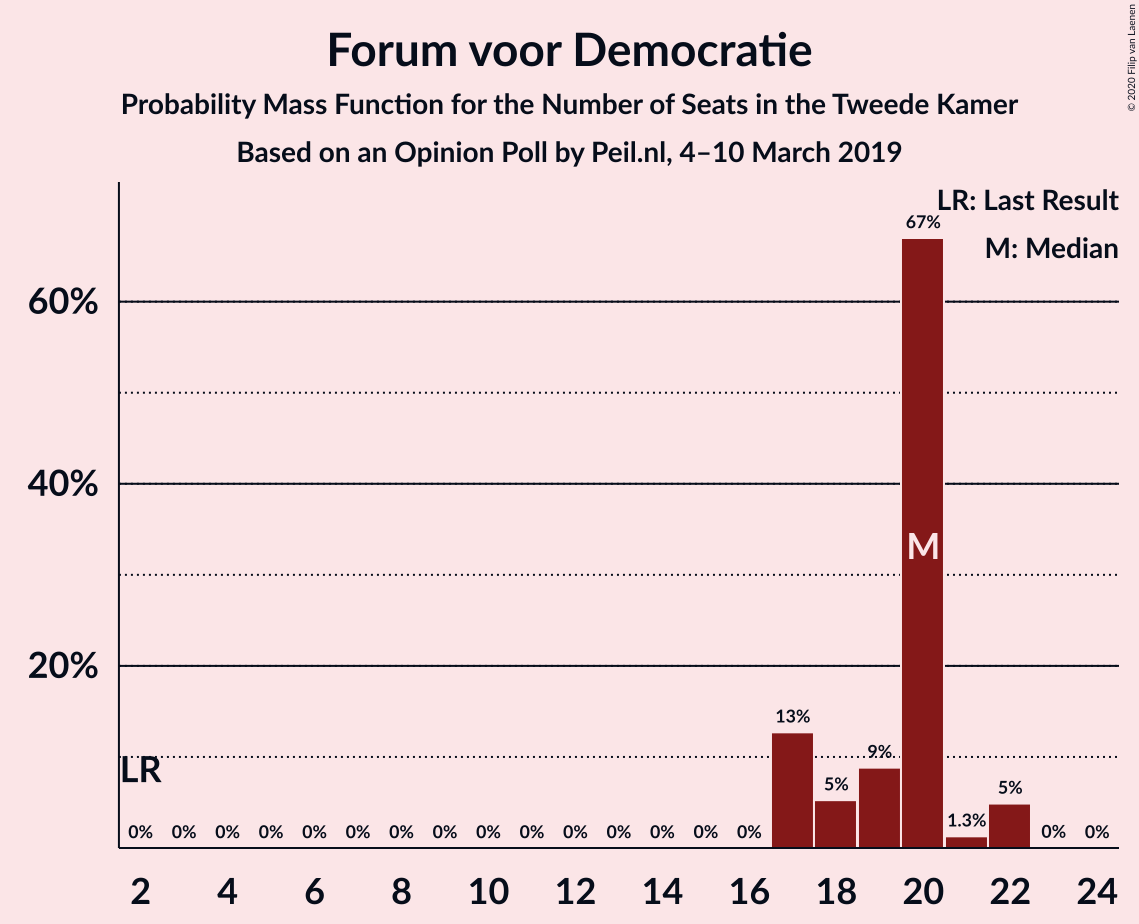 Forum voor Democratie
Probability Mass Function for the Number of Seats in the Tweede Kamer
Based on an Opinion Poll by Peil.nl, 4–10 March 2019
© 2020 Filip van Laenen
LR: Last Result
M: Median
67%
60%
40%
M
20%
13%
9%
5%
5%
1.3%
LR
0% 0% 0% 0% 0% 0% 0% 0% 0% 0% 0% 0% 0% 0% 0% 0% 0%
2 4 6 8 10 12 14 16 18 20 22 24